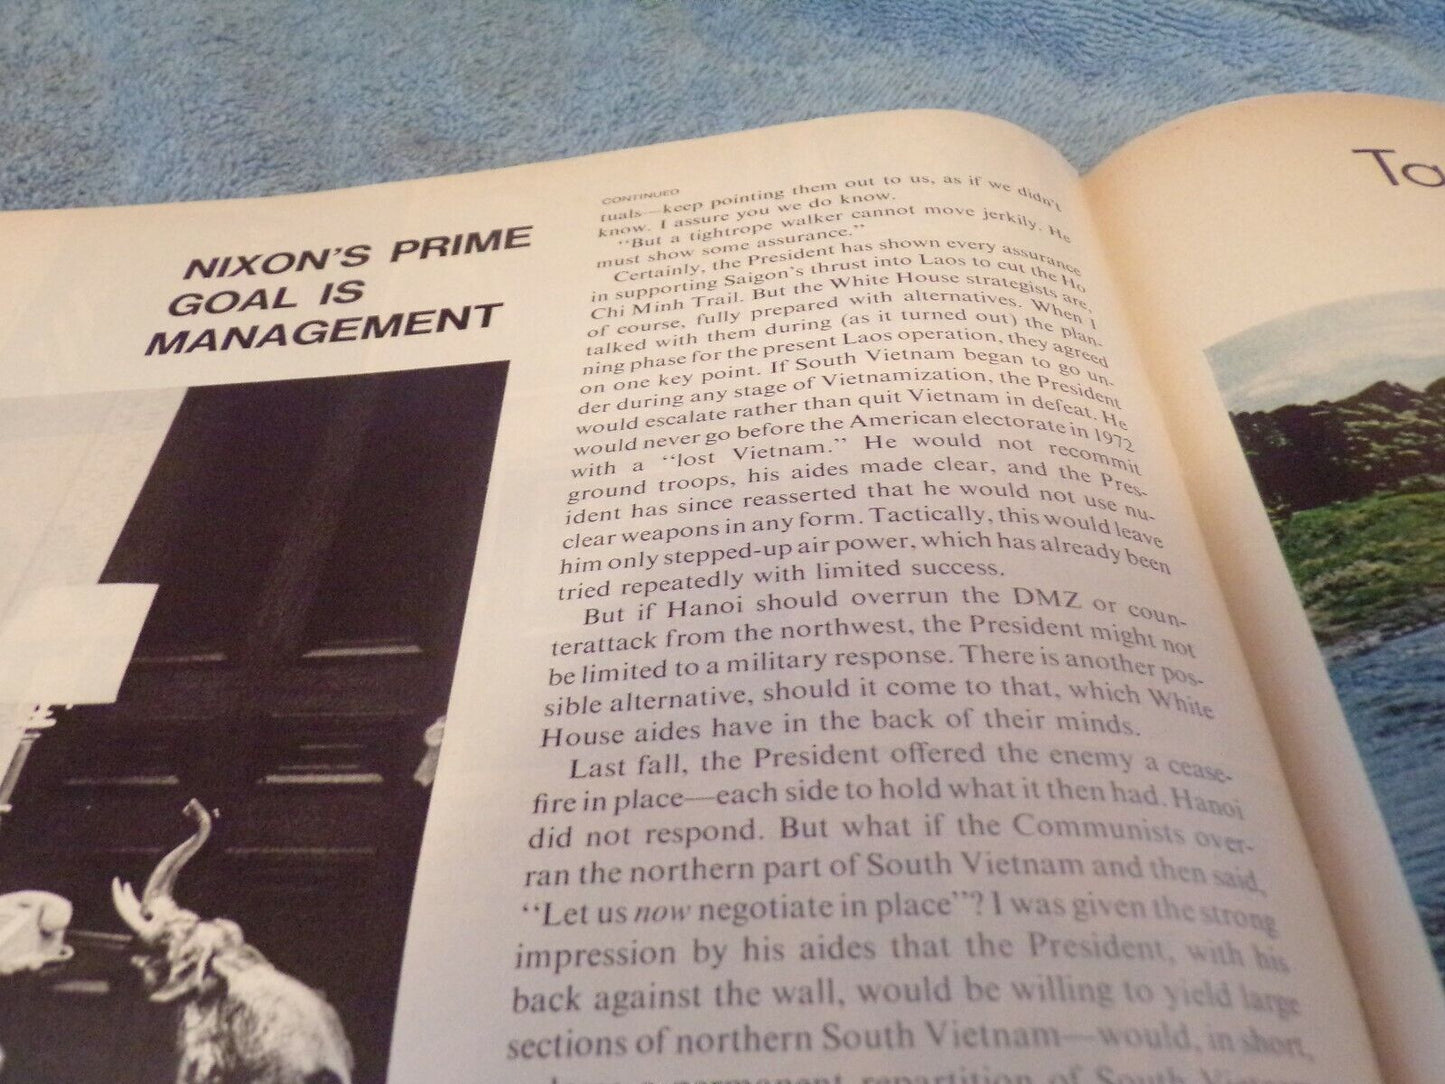 NIXON'S PRIME
GOAL IS
MANAGEMENT
CONTINUED
tuals—keep pointing them out to us, as if we didn't
know. I assure you we do know.
"But a tightrope walker cannot move jerkily. He
must show some assurance."
Certainly, the President has shown every assurance
in supporting Saigon's thrust into Laos to cut the Ho
Chi Minh Trail. But the White House strategists are,
of course, fully prepared with alternatives. When I
talked with them during (as it turned out) the plan-
ning phase for the present Laos operation, they agreed
on one key point. If South Vietnam began to go un-
der during any stage of Vietnamization, the President
would escalate rather than quit Vietnam in defeat. He
would never go before the American electorate in 1972
with a "lost Vietnam." He would not recommit
ground troops, his aides made clear, and the Pres-
ident has since reasserted that he would not use nu-
clear weapons in any form. Tactically, this would leave
him only stepped-up air power, which has already been
tried repeatedly with limited success.
But if Hanoi should overrun the DMZ or coun-
terattack from the northwest, the President might not
be limited to a military response. There is another pos-
sible alternative, should it come to that, which White
House aides have in the back of their minds.
Last fall, the President offered the enemy a cease-
fire in place—each side to hold what it then had. Hanoi
did not respond. But what if the Communists over-
ran the northern part of South Vietnam and then said,
"Let us now negotiate in place"? I was given the strong
impression by his aides that the President, with his
back against the wall, would be willing to yield large
sections of northern South Vietnam—would, in short,
permanent repartition of South
To